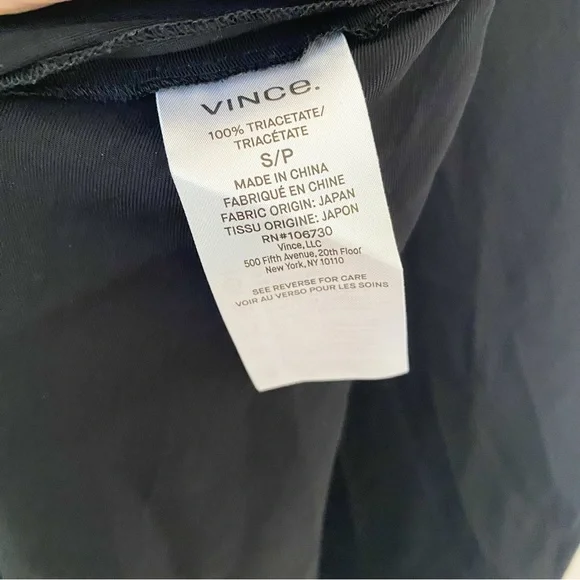 VINCE.
100% TRIACETATE/
TRIACÉTATE
S/P
MADE IN CHINA
FABRIQUÉ EN CHINE
FABRIC ORIGIN: JAPAN
TISSU ORIGINE: JAPON
RN#106730
Vince, LLC
500 Fifth Avenue, 20th Floor
New York, NY 10110
SEE REVERSE FOR CARE
VOIR AU VERSO POUR LES SOINS